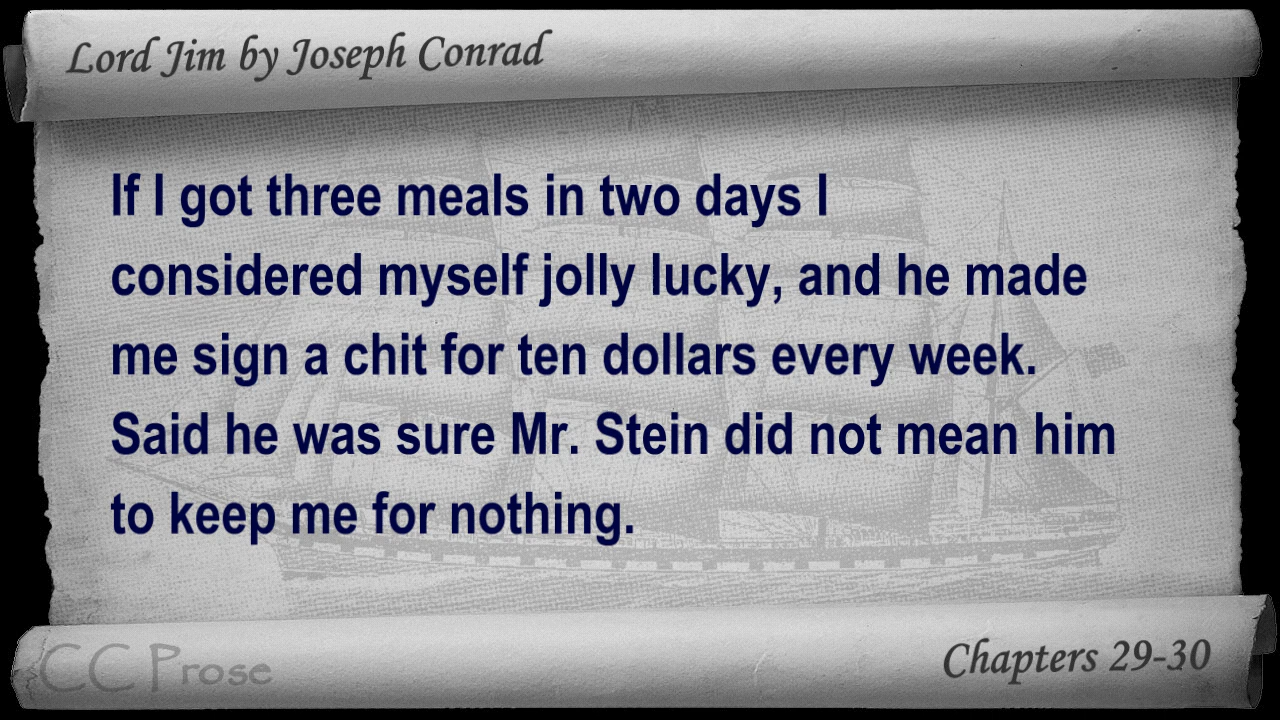 Lord Jim by Joseph Conrad
If I got three meals in two days I
considered myself jolly lucky, and he made
me sign a chit for ten dollars every week.
Said he was sure Mr. Stein did not mean him
to keep me for nothing.
CC Prose
Chapters 29-30